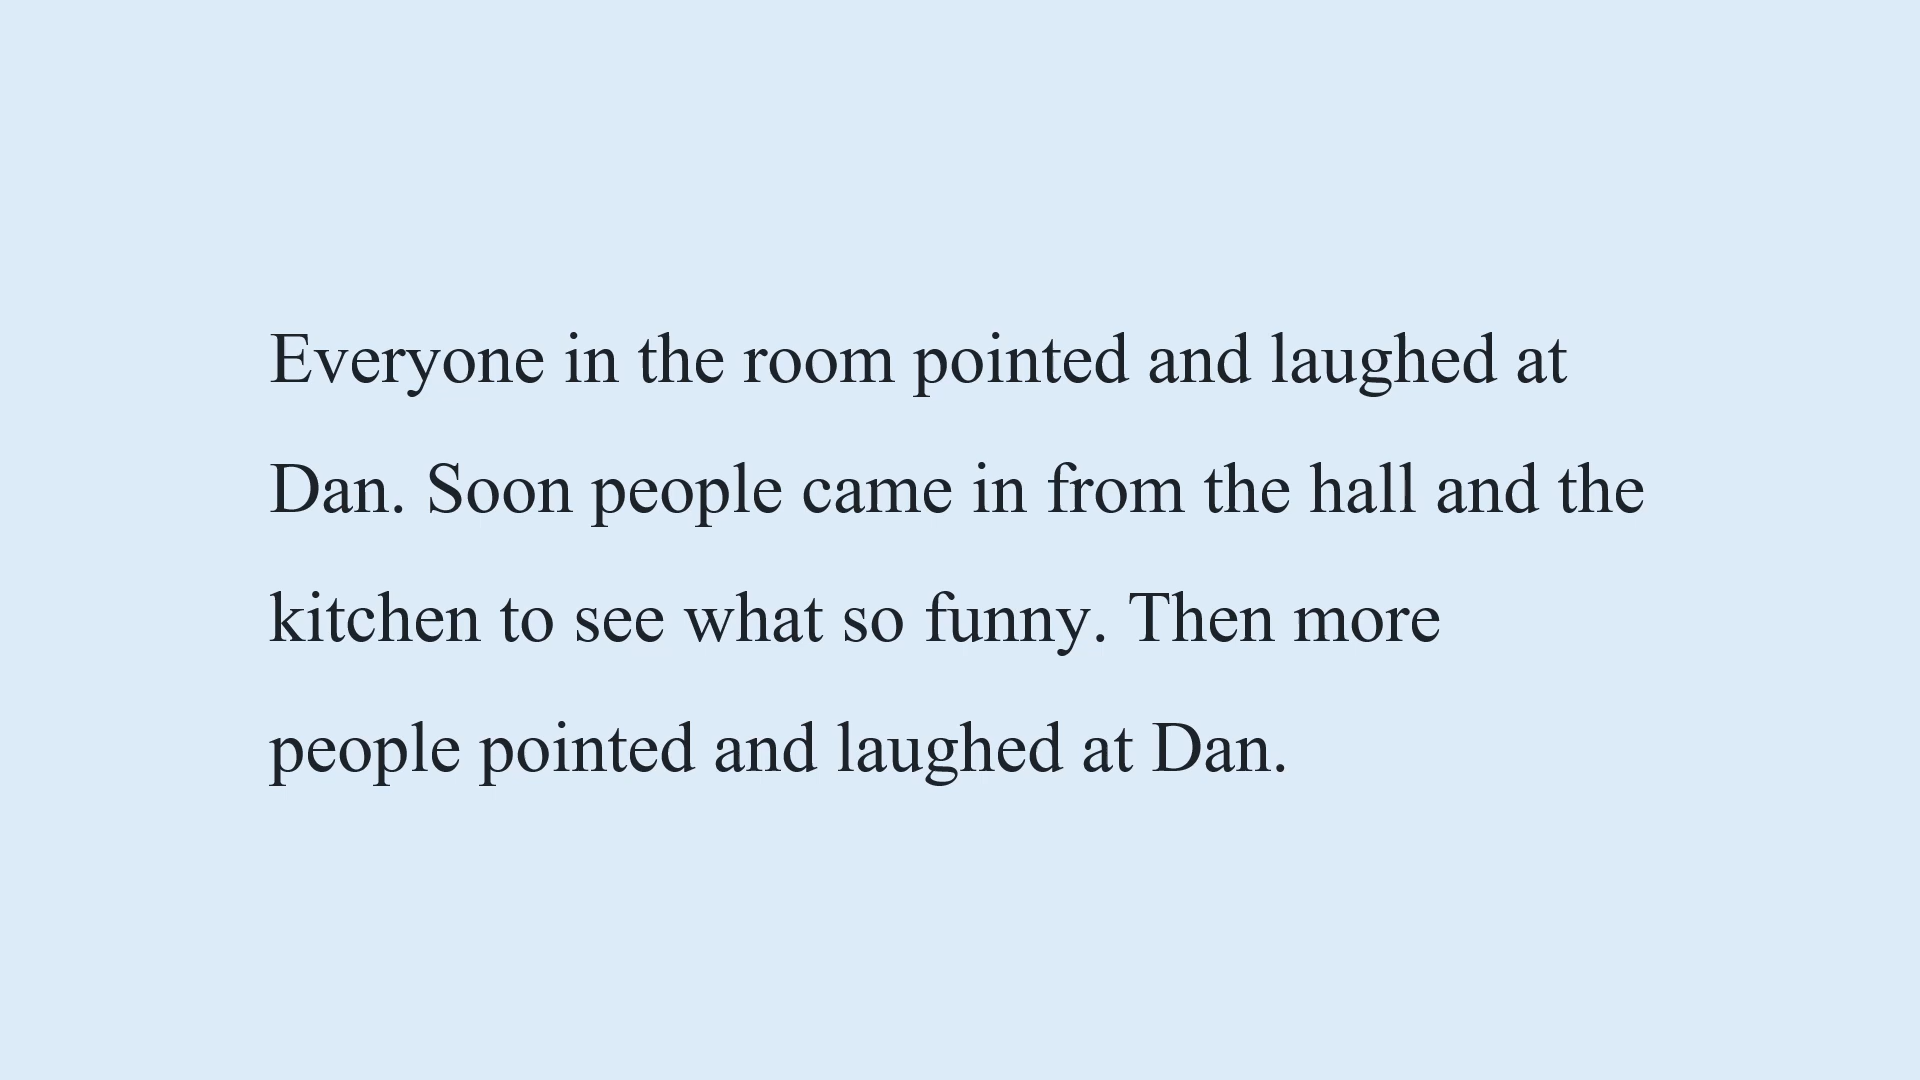 Everyone in the room pointed and laughed at
Dan. Soon people came in from the hall and the
kitchen to see what so funny. Then more
people pointed and laughed at Dan.